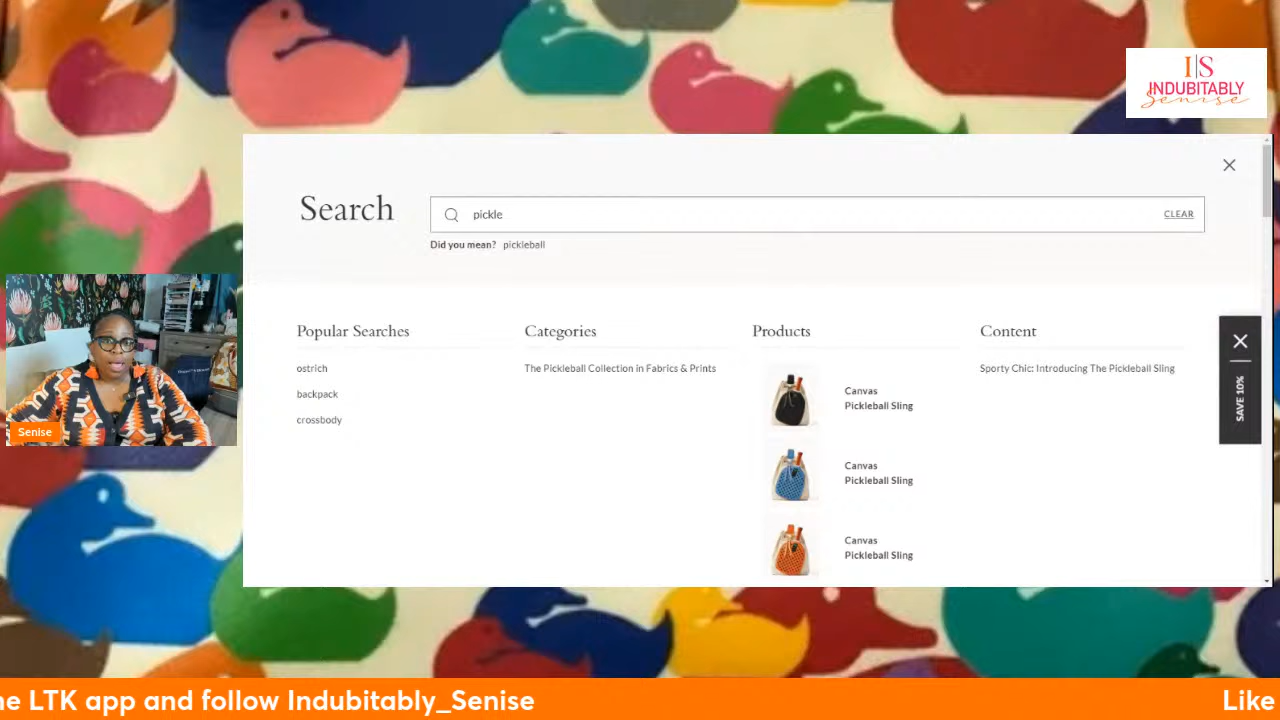 I|S
INDUBITABLY
Senise
Search
pickle
CLEAR
Did you mean? pickleball
Popular Searches
ostrich
backpack
crossbody
Categories
The Pickleball Collection in Fabrics & Prints
Products
Canvas
Pickleball Sling
Canvas
Pickleball Sling
Canvas
Pickleball Sling
Content
Sporty Chic: Introducing The Pickleball Sling
SAVE 10%
Senise
he LTK app and follow Indubitably_Senise
Like